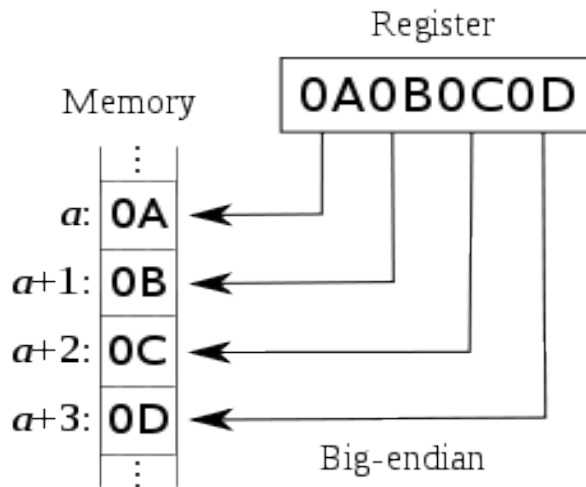 Register
0A0B0C0D
Memory
⋮
a: 0A
a+1: 0B
a+2: 0C
a+3: 0D
⋮
Big-endian